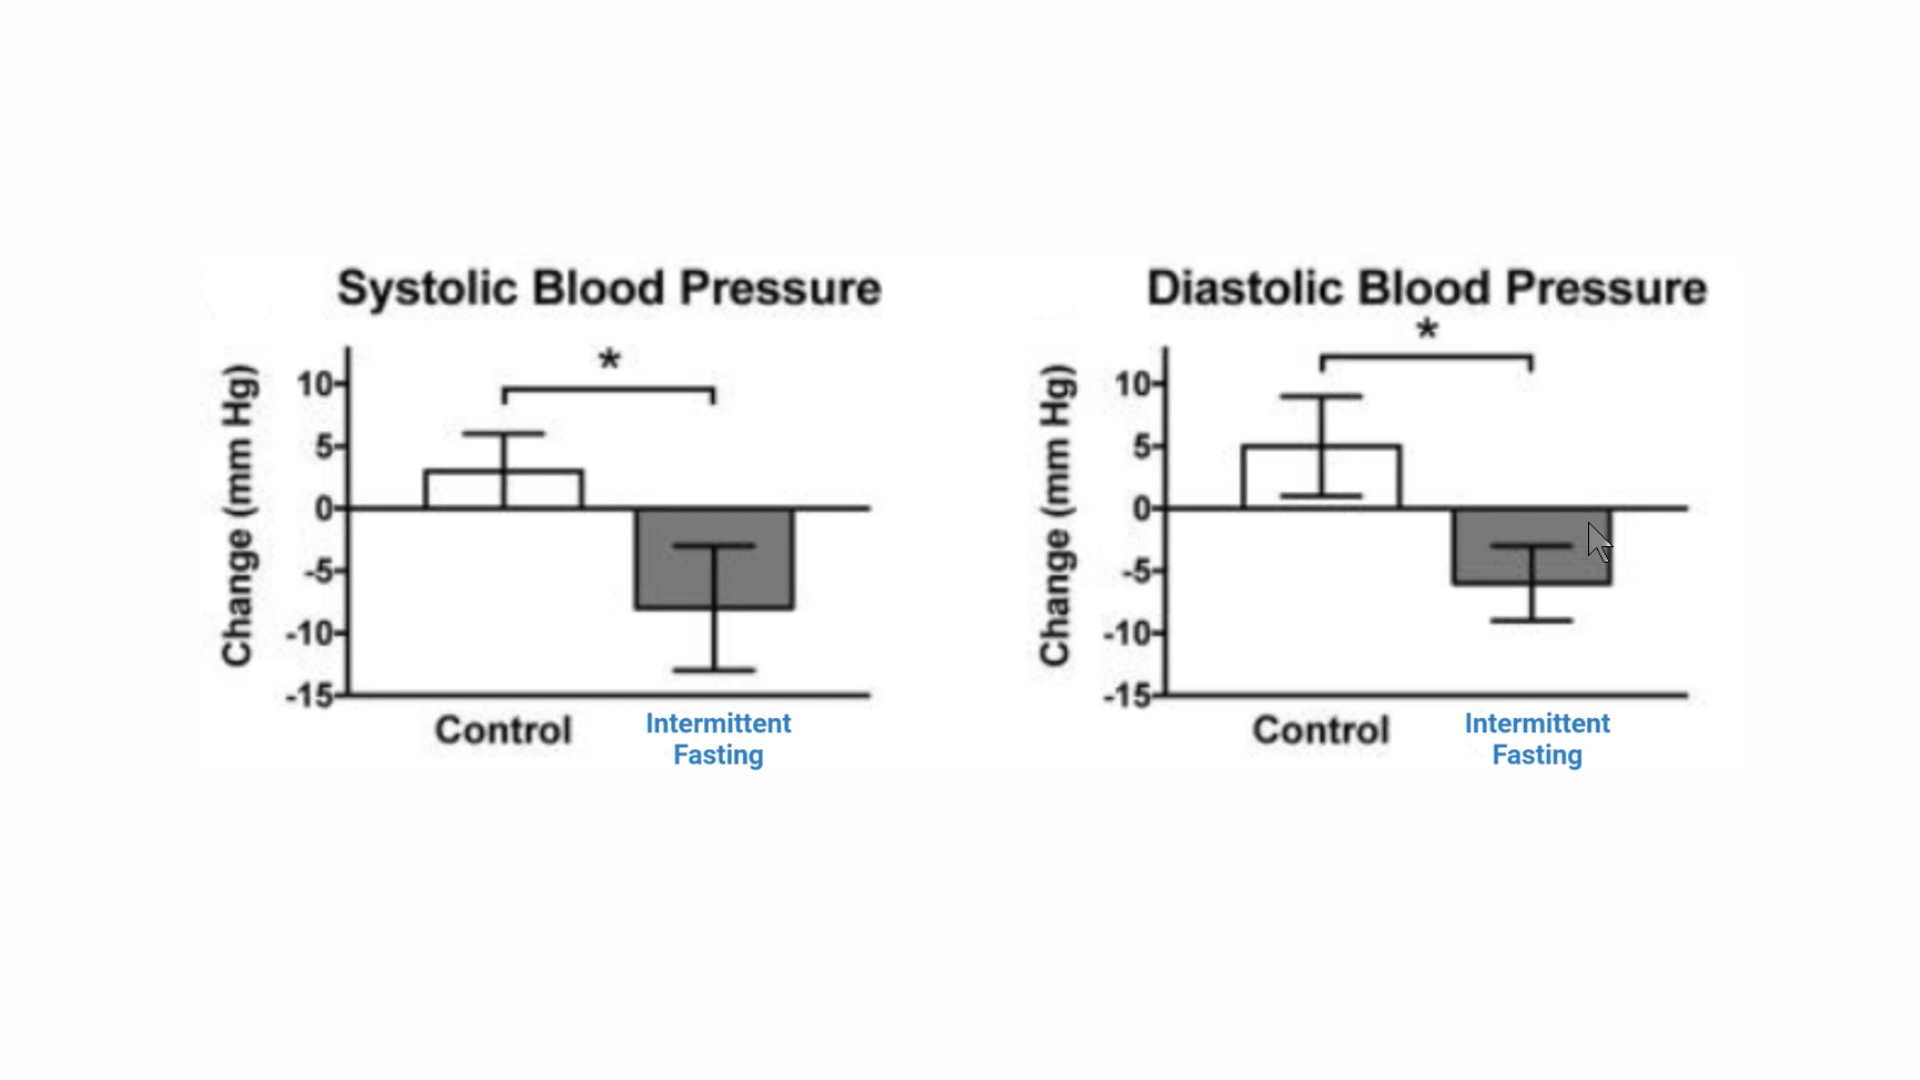 Systolic Blood Pressure
*
Change (mm Hg)
10
5
0
-5
-10
-15
Control
Intermittent
Fasting
Diastolic Blood Pressure
*
Change (mm Hg)
10
5
0
-5
-10
-15
Control
Intermittent
Fasting